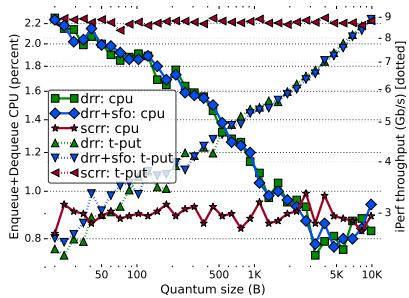 Enqueue+Dequeue CPU (percent)
2.2
2.0
1.8
1.6
1.4
1.2
1.0
0.8
drr: cpu
drr+sfo: cpu
scrr: cpu
drr: t-put
drr+sfo: t-put
scrr: t-put
9
8
7
6
5
4
3
iPerf throughput (Gb/s) [dotted]
50 100 500 1K 5K 10K
Quantum size (B)